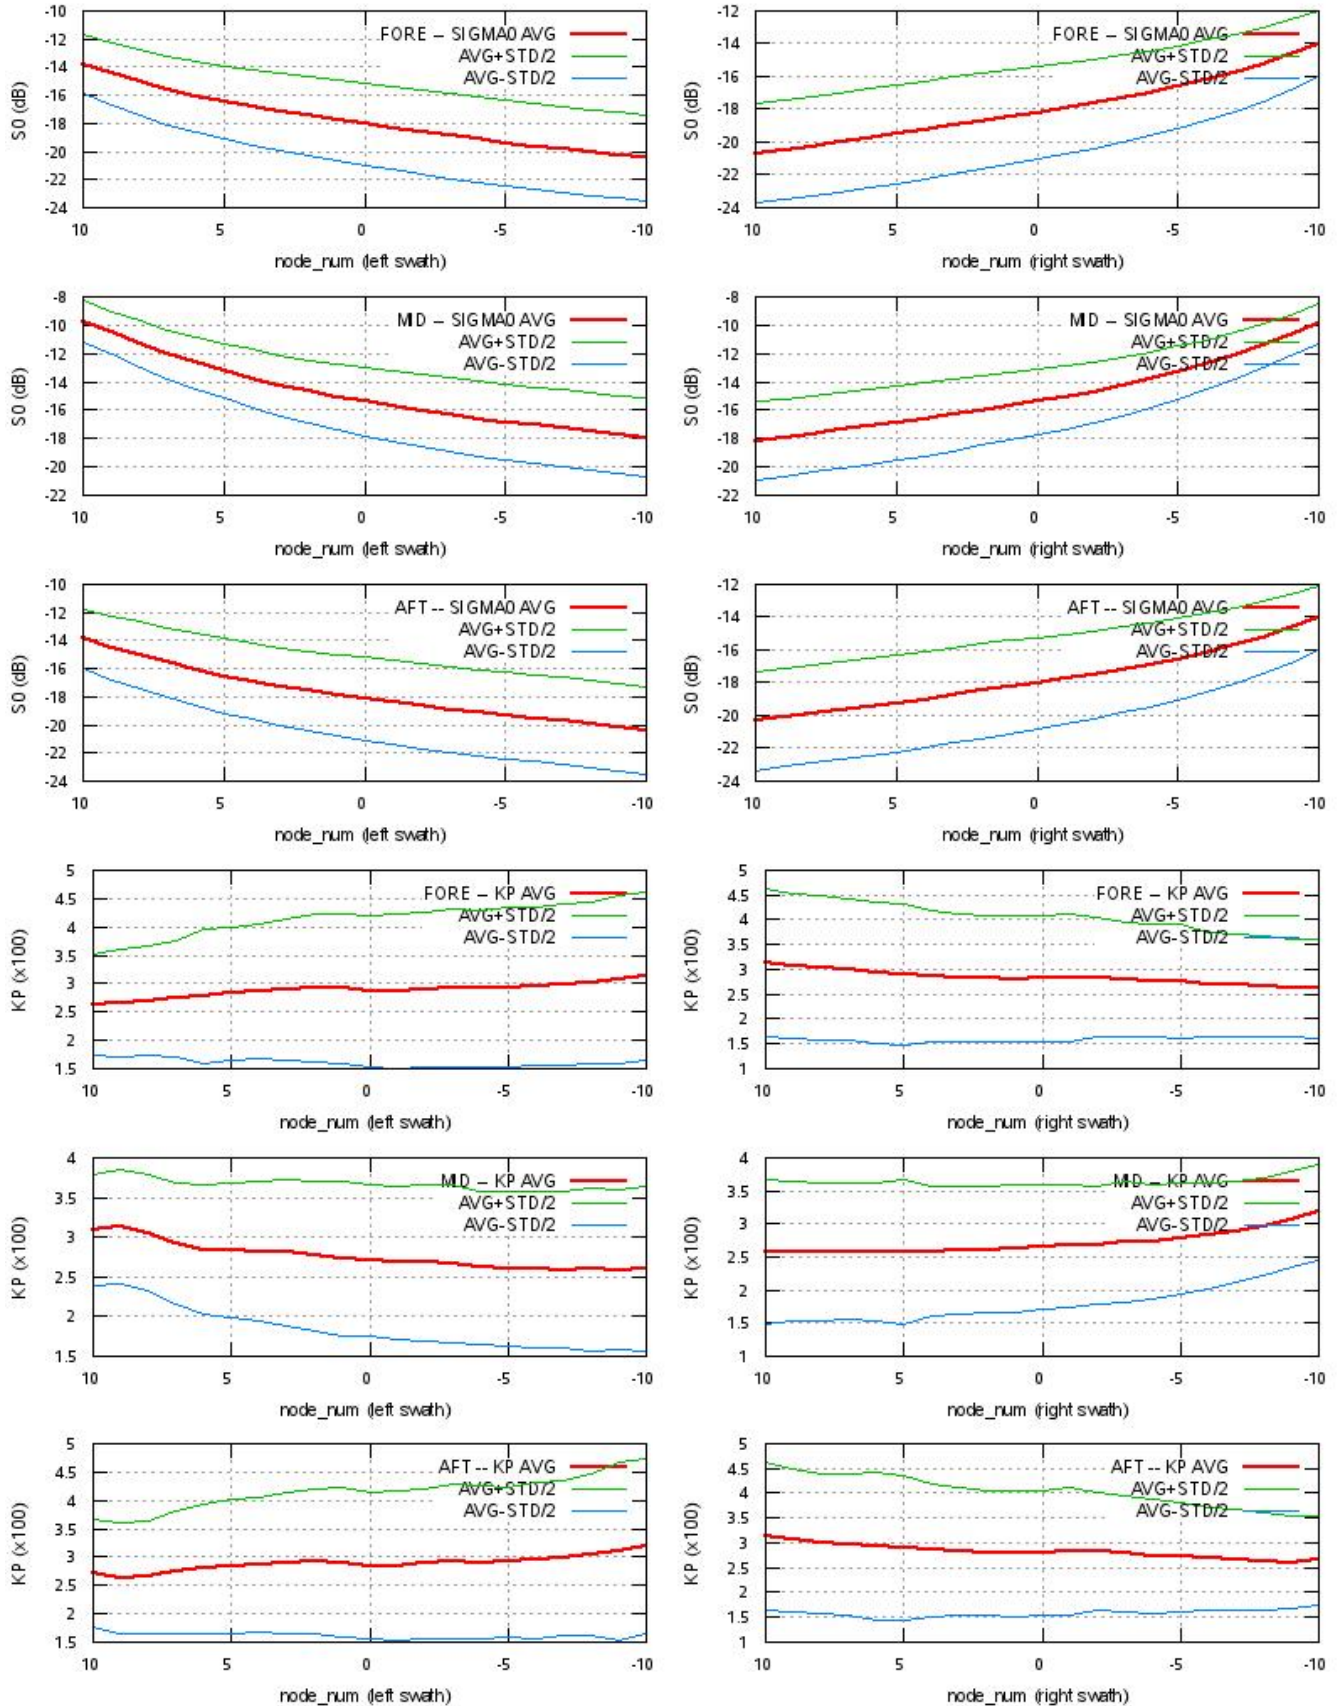 -10
FORE -- SIGMA0 AVG
-12
AVG+STD/2
-14
AVG-STD/2
-16
-18
-20
-22
-24
S0 (dB)
10 5 0 -5 -10
node_num (left swath)
-12
FORE -- SIGMA0 AVG
-14
AVG+STD/2
-16
AVG-STD/2
-18
-20
-22
-24
S0 (dB)
10 5 0 -5 -10
node_num (right swath)
-8
MID -- SIGMA0 AVG
-10
AVG+STD/2
-12
AVG-STD/2
-14
-16
-18
-20
-22
S0 (dB)
10 5 0 -5 -10
node_num (left swath)
-8
MID -- SIGMA0 AVG
-10
AVG+STD/2
-12
AVG-STD/2
-14
-16
-18
-20
-22
S0 (dB)
10 5 0 -5 -10
node_num (right swath)
-10
AFT -- SIGMA0 AVG
-12
AVG+STD/2
-14
AVG-STD/2
-16
-18
-20
-22
-24
S0 (dB)
10 5 0 -5 -10
node_num (left swath)
-12
AFT -- SIGMA0 AVG
-14
AVG+STD/2
-16
AVG-STD/2
-18
-20
-22
-24
S0 (dB)
10 5 0 -5 -10
node_num (right swath)
5
FORE -- KP AVG
4.5
AVG+STD/2
4
AVG-STD/2
3.5
3
2.5
2
1.5
KP (x100)
10 5 0 -5 -10
node_num (left swath)
5
FORE -- KP AVG
4.5
AVG+STD/2
4
AVG-STD/2
3.5
3
2.5
2
1.5
1
KP (x100)
10 5 0 -5 -10
node_num (right swath)
4
MID -- KP AVG
3.5
AVG+STD/2
3
AVG-STD/2
2.5
2
1.5
KP (x100)
10 5 0 -5 -10
node_num (left swath)
4
MID -- KP AVG
3.5
AVG+STD/2
3
AVG-STD/2
2.5
2
1.5
1
KP (x100)
10 5 0 -5 -10
node_num (right swath)
5
AFT -- KP AVG
4.5
AVG+STD/2
4
AVG-STD/2
3.5
3
2.5
2
1.5
KP (x100)
10 5 0 -5 -10
node_num (left swath)
5
AFT -- KP AVG
4.5
AVG+STD/2
4
AVG-STD/2
3.5
3
2.5
2
1.5
1
KP (x100)
10 5 0 -5 -10
node_num (right swath)